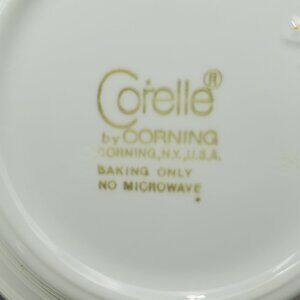 Corelle®
by CORNING
CORNING, N.Y., U.S.A.
BAKING ONLY
NO MICROWAVE